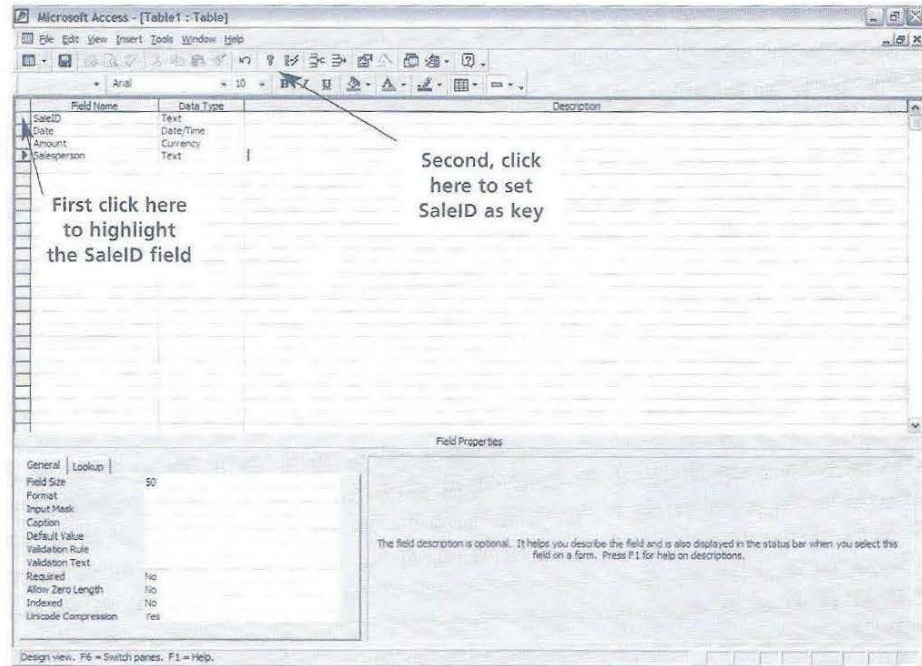 Microsoft Access - [Table1 : Table]
File Edit View Insert Tools Window Help
Arial 10 B I U
Field Name Data Type Description
SaleID Text
Date Date/Time
Amount Currency
Salesperson Text
Second, click
here to set
SaleID as key
First click here
to highlight
the SaleID field
Field Properties
General Lookup
Field Size 50
Format
Input Mask
Caption
Default Value
Validation Rule
Validation Text
Required No
Allow Zero Length No
Indexed No
Unicode Compression Yes
The field description is optional. It helps you describe the field and is also displayed in the status bar when you select this
field on a form. Press F1 for help on descriptions.
Design view. F6 = Switch panes. F1 = Help.